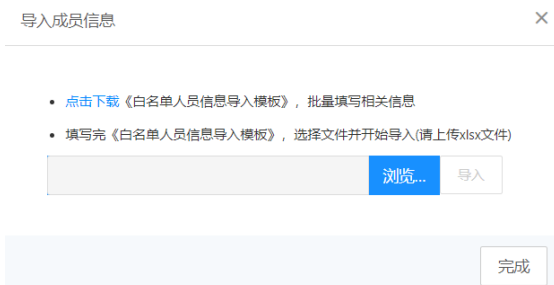 导入成员信息
点击下载《白名单人员信息导入模板》，批量填写相关信息
填写完《白名单人员信息导入模板》，选择文件并开始导入(请上传xlsx文件)
浏览... 导入
完成